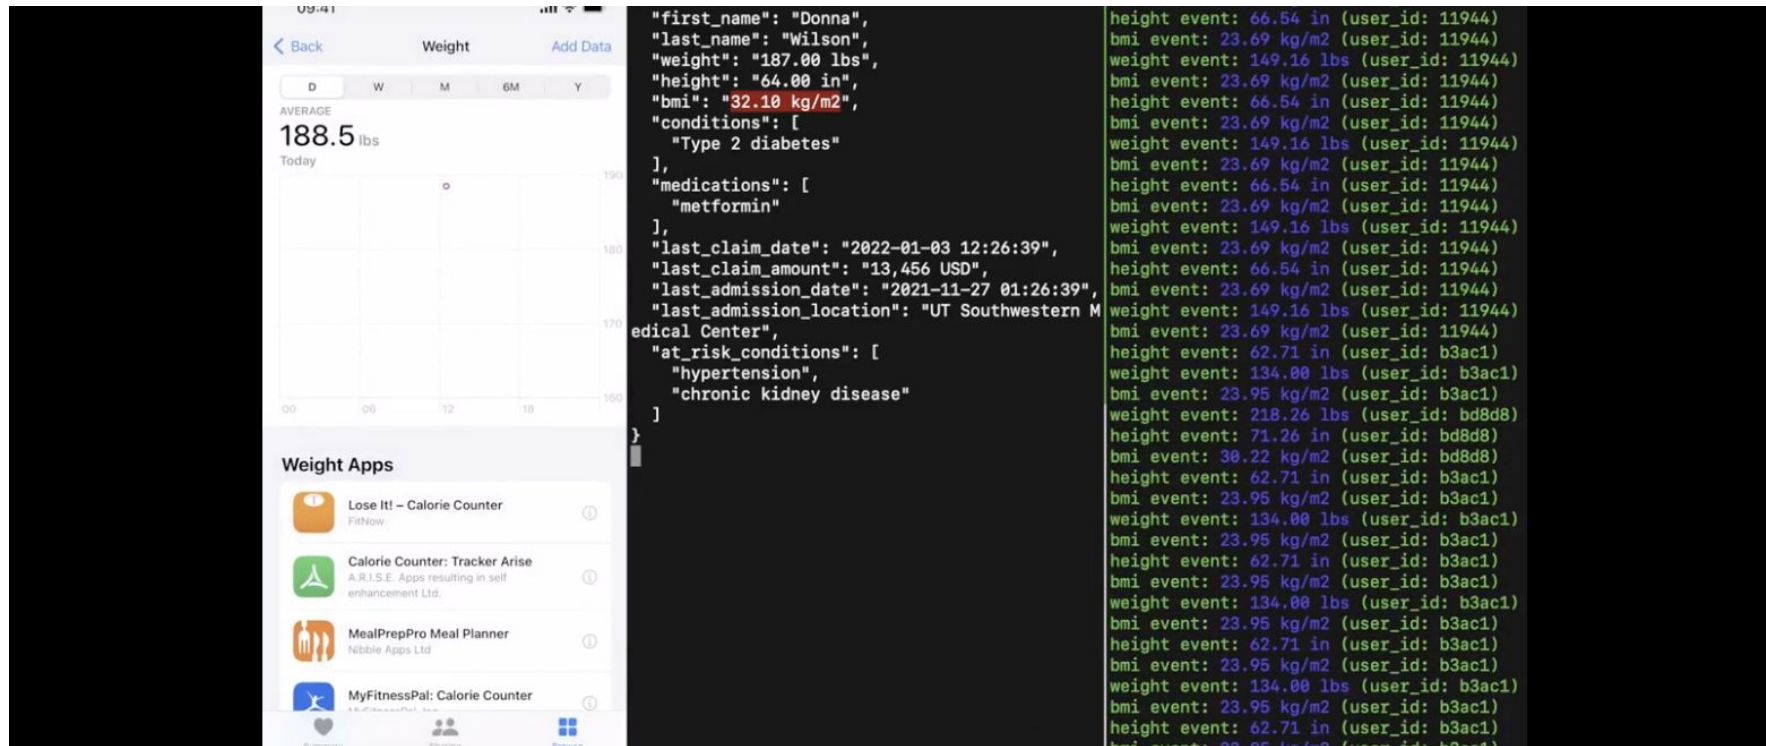 09:41
Back
Weight
Add Data
D
W
M
6M
Y
AVERAGE
188.5 lbs
Today
190
180
170
160
00
06
12
18
Weight Apps
Lose It! – Calorie Counter
FitNow
Calorie Counter: Tracker Arise
A.R.I.S.E. Apps resulting in self
enhancement Ltd.
MealPrepPro Meal Planner
Nibble Apps Ltd
MyFitnessPal: Calorie Counter
"first_name": "Donna",
"last_name": "Wilson",
"weight": "187.00 lbs",
"height": "64.00 in",
"bmi": "32.10 kg/m2",
"conditions": [
"Type 2 diabetes"
],
"medications": [
"metformin"
],
"last_claim_date": "2022-01-03 12:26:39",
"last_claim_amount": "13,456 USD",
"last_admission_date": "2021-11-27 01:26:39",
"last_admission_location": "UT Southwestern M
edical Center",
"at_risk_conditions": [
"hypertension",
"chronic kidney disease"
]
}
height event: 66.54 in (user_id: 11944)
bmi event: 23.69 kg/m2 (user_id: 11944)
weight event: 149.16 lbs (user_id: 11944)
bmi event: 23.69 kg/m2 (user_id: 11944)
height event: 66.54 in (user_id: 11944)
bmi event: 23.69 kg/m2 (user_id: 11944)
weight event: 149.16 lbs (user_id: 11944)
bmi event: 23.69 kg/m2 (user_id: 11944)
height event: 66.54 in (user_id: 11944)
bmi event: 23.69 kg/m2 (user_id: 11944)
weight event: 149.16 lbs (user_id: 11944)
bmi event: 23.69 kg/m2 (user_id: 11944)
height event: 66.54 in (user_id: 11944)
bmi event: 23.69 kg/m2 (user_id: 11944)
weight event: 149.16 lbs (user_id: 11944)
bmi event: 23.69 kg/m2 (user_id: 11944)
height event: 62.71 in (user_id: b3ac1)
weight event: 134.00 lbs (user_id: b3ac1)
bmi event: 23.95 kg/m2 (user_id: b3ac1)
weight event: 218.26 lbs (user_id: bd8d8)
height event: 71.26 in (user_id: bd8d8)
bmi event: 30.22 kg/m2 (user_id: bd8d8)
height event: 62.71 in (user_id: b3ac1)
bmi event: 23.95 kg/m2 (user_id: b3ac1)
weight event: 134.00 lbs (user_id: b3ac1)
bmi event: 23.95 kg/m2 (user_id: b3ac1)
height event: 62.71 in (user_id: b3ac1)
bmi event: 23.95 kg/m2 (user_id: b3ac1)
weight event: 134.00 lbs (user_id: b3ac1)
bmi event: 23.95 kg/m2 (user_id: b3ac1)
height event: 62.71 in (user_id: b3ac1)
bmi event: 23.95 kg/m2 (user_id: b3ac1)
weight event: 134.00 lbs (user_id: b3ac1)
bmi event: 23.95 kg/m2 (user_id: b3ac1)
height event: 62.71 in (user_id: b3ac1)